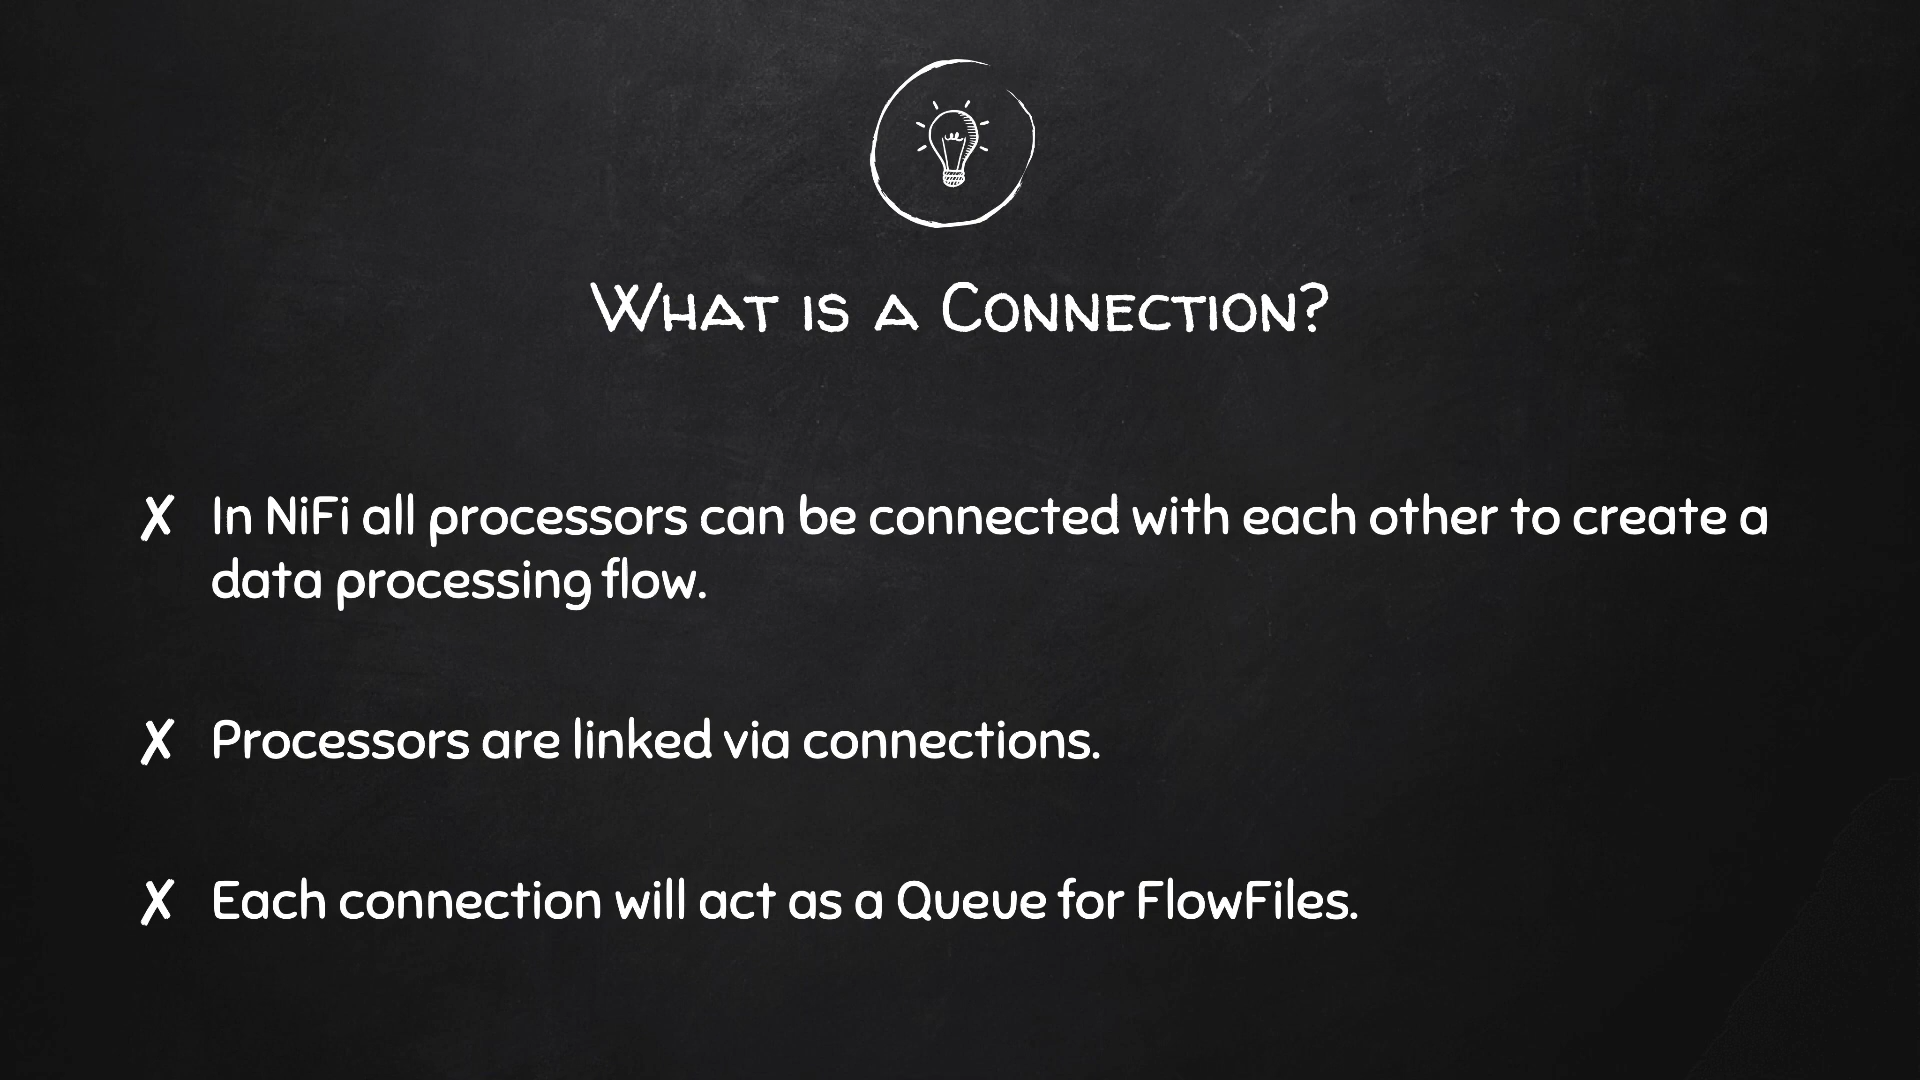 What is a Connection?
✗ In NiFi all processors can be connected with each other to create a
data processing flow.
✗ Processors are linked via connections.
✗ Each connection will act as a Queue for FlowFiles.